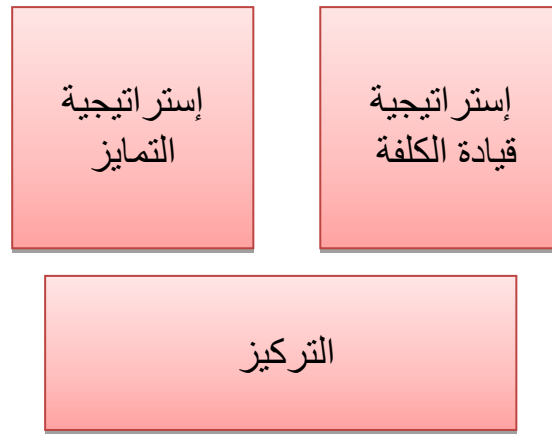 إستراتيجية
قيادة الكلفة
إستراتيجية
التمايز
التركيز